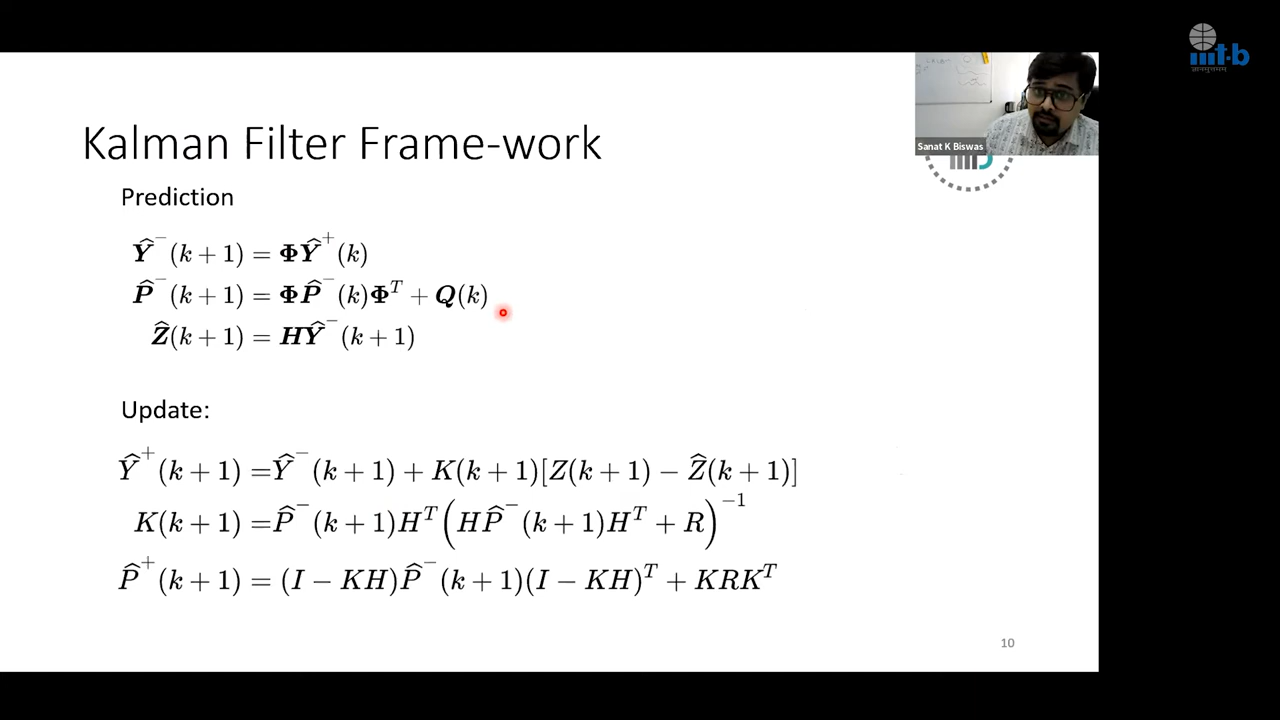 Kalman Filter Frame-work
Prediction
Ŷ⁻(k + 1) = ΦŶ⁺(k)
P̂⁻(k + 1) = ΦP̂⁻(k)Φᵀ + Q(k)
Ẑ(k + 1) = HŶ⁻(k + 1)
Update:
Ŷ⁺(k + 1) =Ŷ⁻(k + 1) + K(k + 1)[Z(k + 1) − Ẑ(k + 1)]
K(k + 1) =P̂⁻(k + 1)Hᵀ(HP̂⁻(k + 1)Hᵀ + R)⁻¹
P̂⁺(k + 1) = (I − KH)P̂⁻(k + 1)(I − KH)ᵀ + KRKᵀ
10
Sanat K Biswas